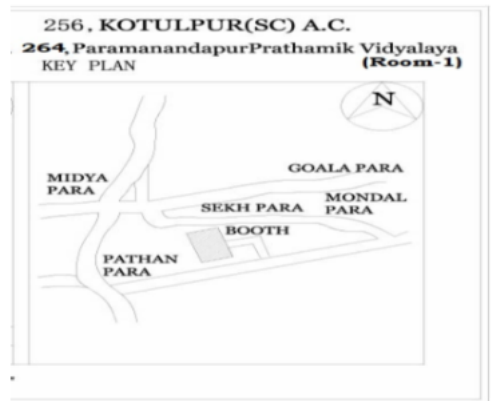 256, KOTULPUR(SC) A.C.
264, ParamanandapurPrathamik Vidyalaya
KEY PLAN (Room-1)
N
GOALA PARA
MIDYA
PARA
MONDAL
PARA
SEKH PARA
BOOTH
PATHAN
PARA